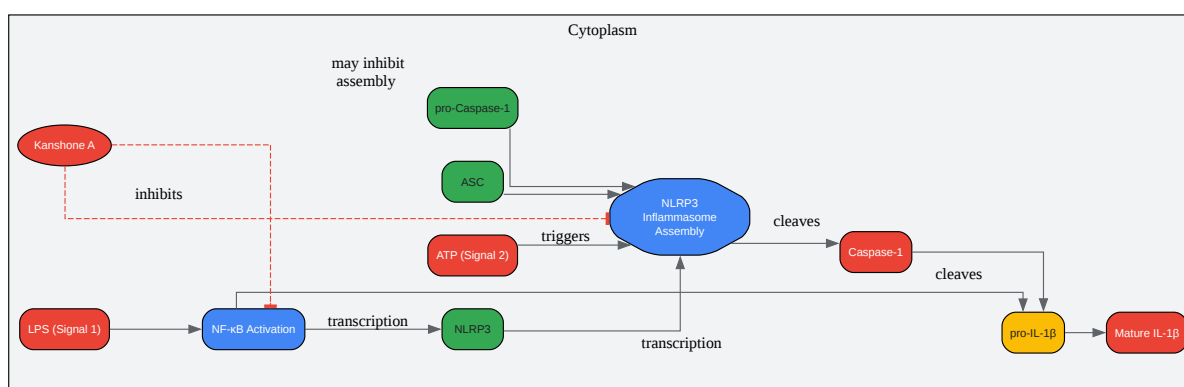 Cytoplasm
may inhibit
assembly
pro-Caspase-1
Kanshone A
ASC
inhibits
NLRP3
Inflammasome
Assembly
cleaves
triggers
ATP (Signal 2)
Caspase-1
cleaves
LPS (Signal 1)
NF-κB Activation
transcription
NLRP3
transcription
pro-IL-1β
Mature IL-1β